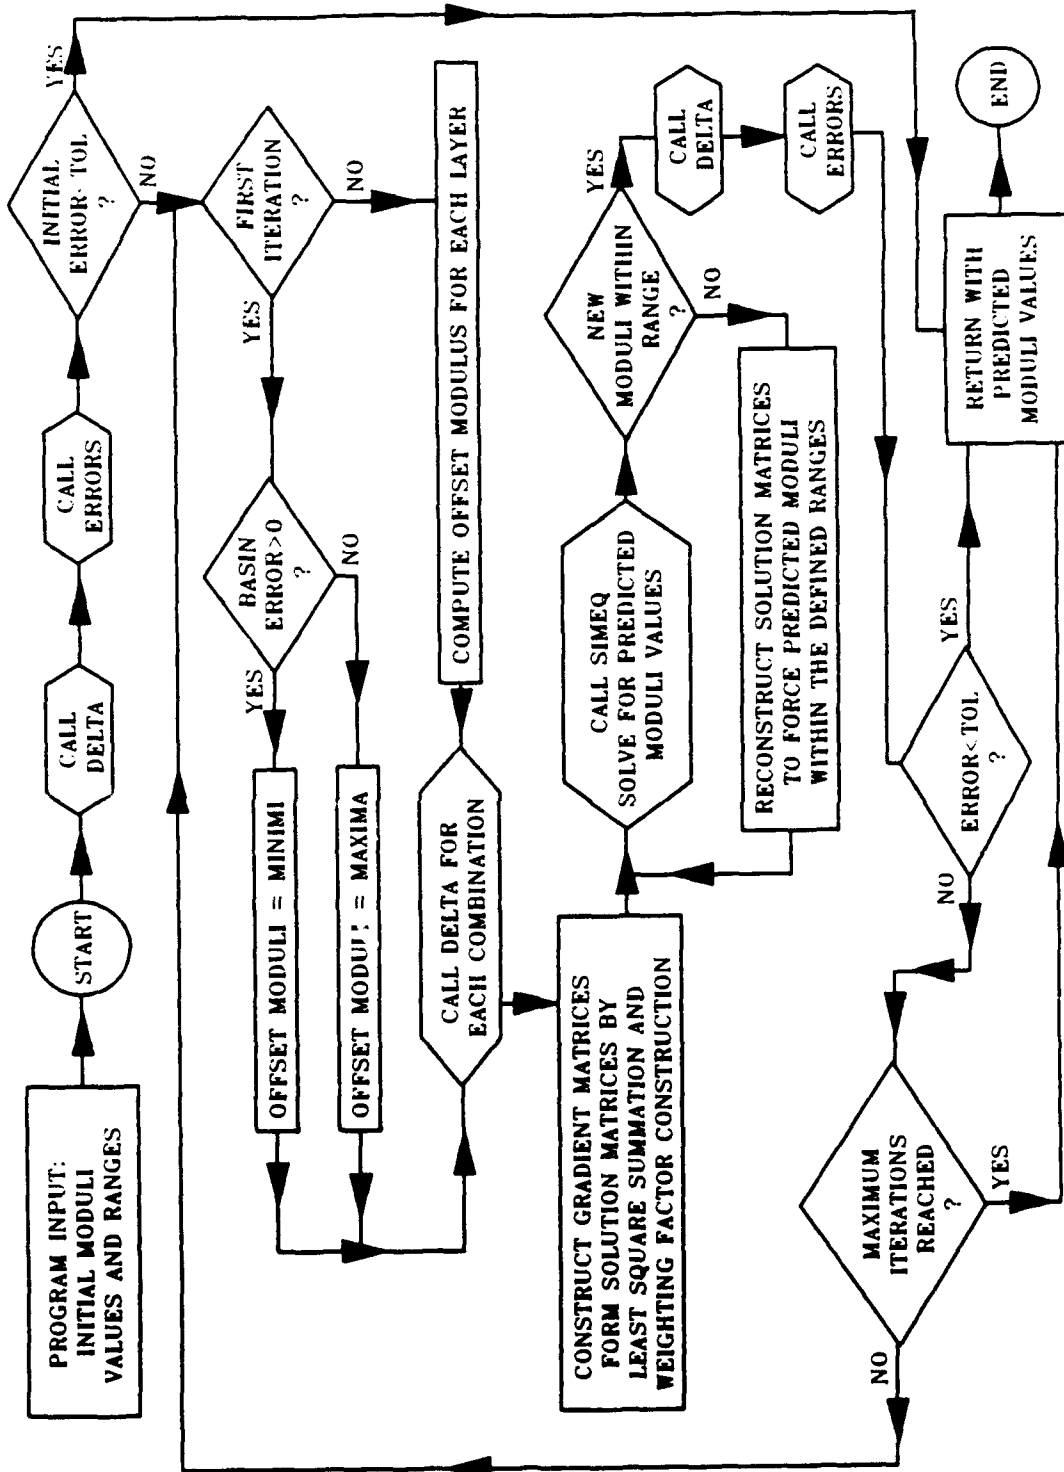 PROGRAM INPUT:
INITIAL MODULI
VALUES AND RANGES
START
CALL
DELTA
CALL
ERRORS
INITIAL
ERROR<TOL
?
YES
NO
FIRST
ITERATION
?
YES
NO
BASIN
ERROR>0
?
YES
NO
OFFSET MODULI = MINIMI
OFFSET MODULI = MAXIMA
COMPUTE OFFSET MODULUS FOR EACH LAYER
CALL DELTA FOR
EACH COMBINATION
CONSTRUCT GRADIENT MATRICES
FORM SOLUTION MATRICES BY
LEAST SQUARE SUMMATION AND
WEIGHTING FACTOR CONSTRUCTION
CALL SIMEQ
SOLVE FOR PREDICTED
MODULI VALUES
NEW
MODULI WITHIN
RANGE
?
YES
NO
RECONSTRUCT SOLUTION MATRICES
TO FORCE PREDICTED MODULI
WITHIN THE DEFINED RANGES
CALL
DELTA
CALL
ERRORS
ERROR<TOL
?
YES
NO
MAXIMUM
ITERATIONS
REACHED
?
YES
NO
RETURN WITH
PREDICTED
MODULI VALUES
END